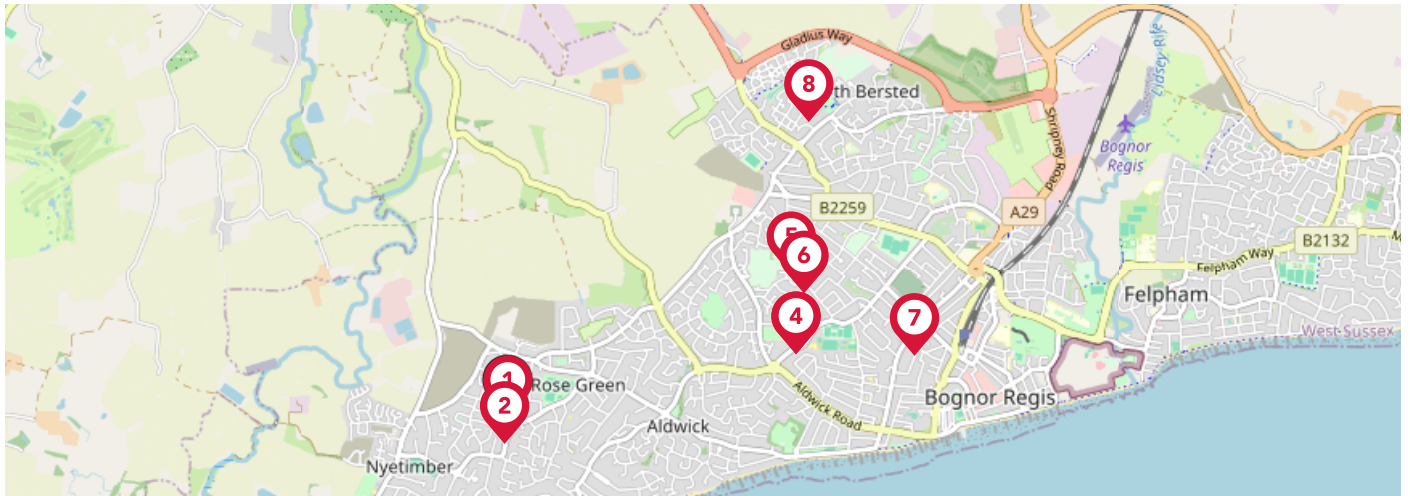 Gladius Way
8
th Bersted
Lidsey Rife
Shripney Road
Bognor
Regis
B2259
A29
5
6
B2132
Felpham Way
Felpham
4
7
West Sussex
1
Rose Green
2
Aldwick Road
Bognor Regis
Aldwick
Nyetimber